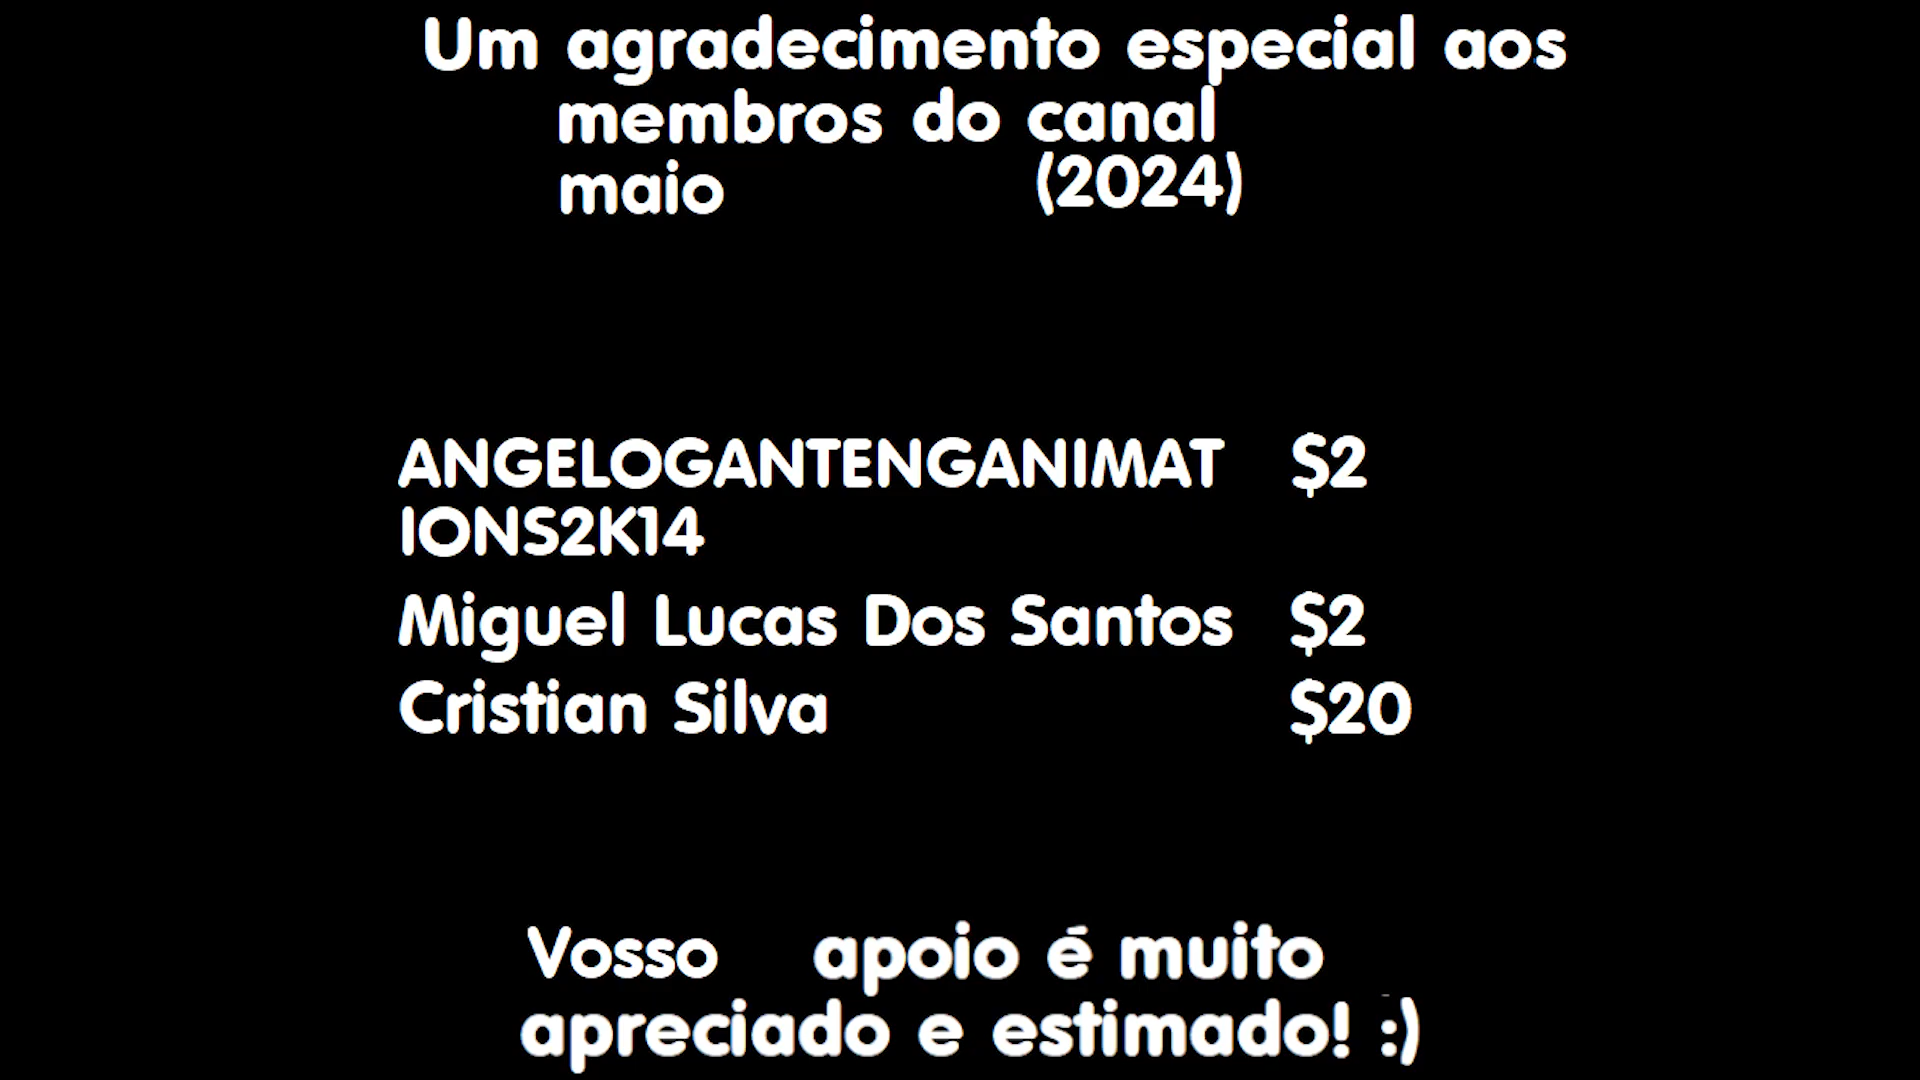 Um agradecimento especial aos
membros do canal
maio (2024)
ANGELOGANTENGANIMAT $2
IONS2K14
Miguel Lucas Dos Santos $2
Cristian Silva $20
Vosso apoio é muito
apreciado e estimado! :)